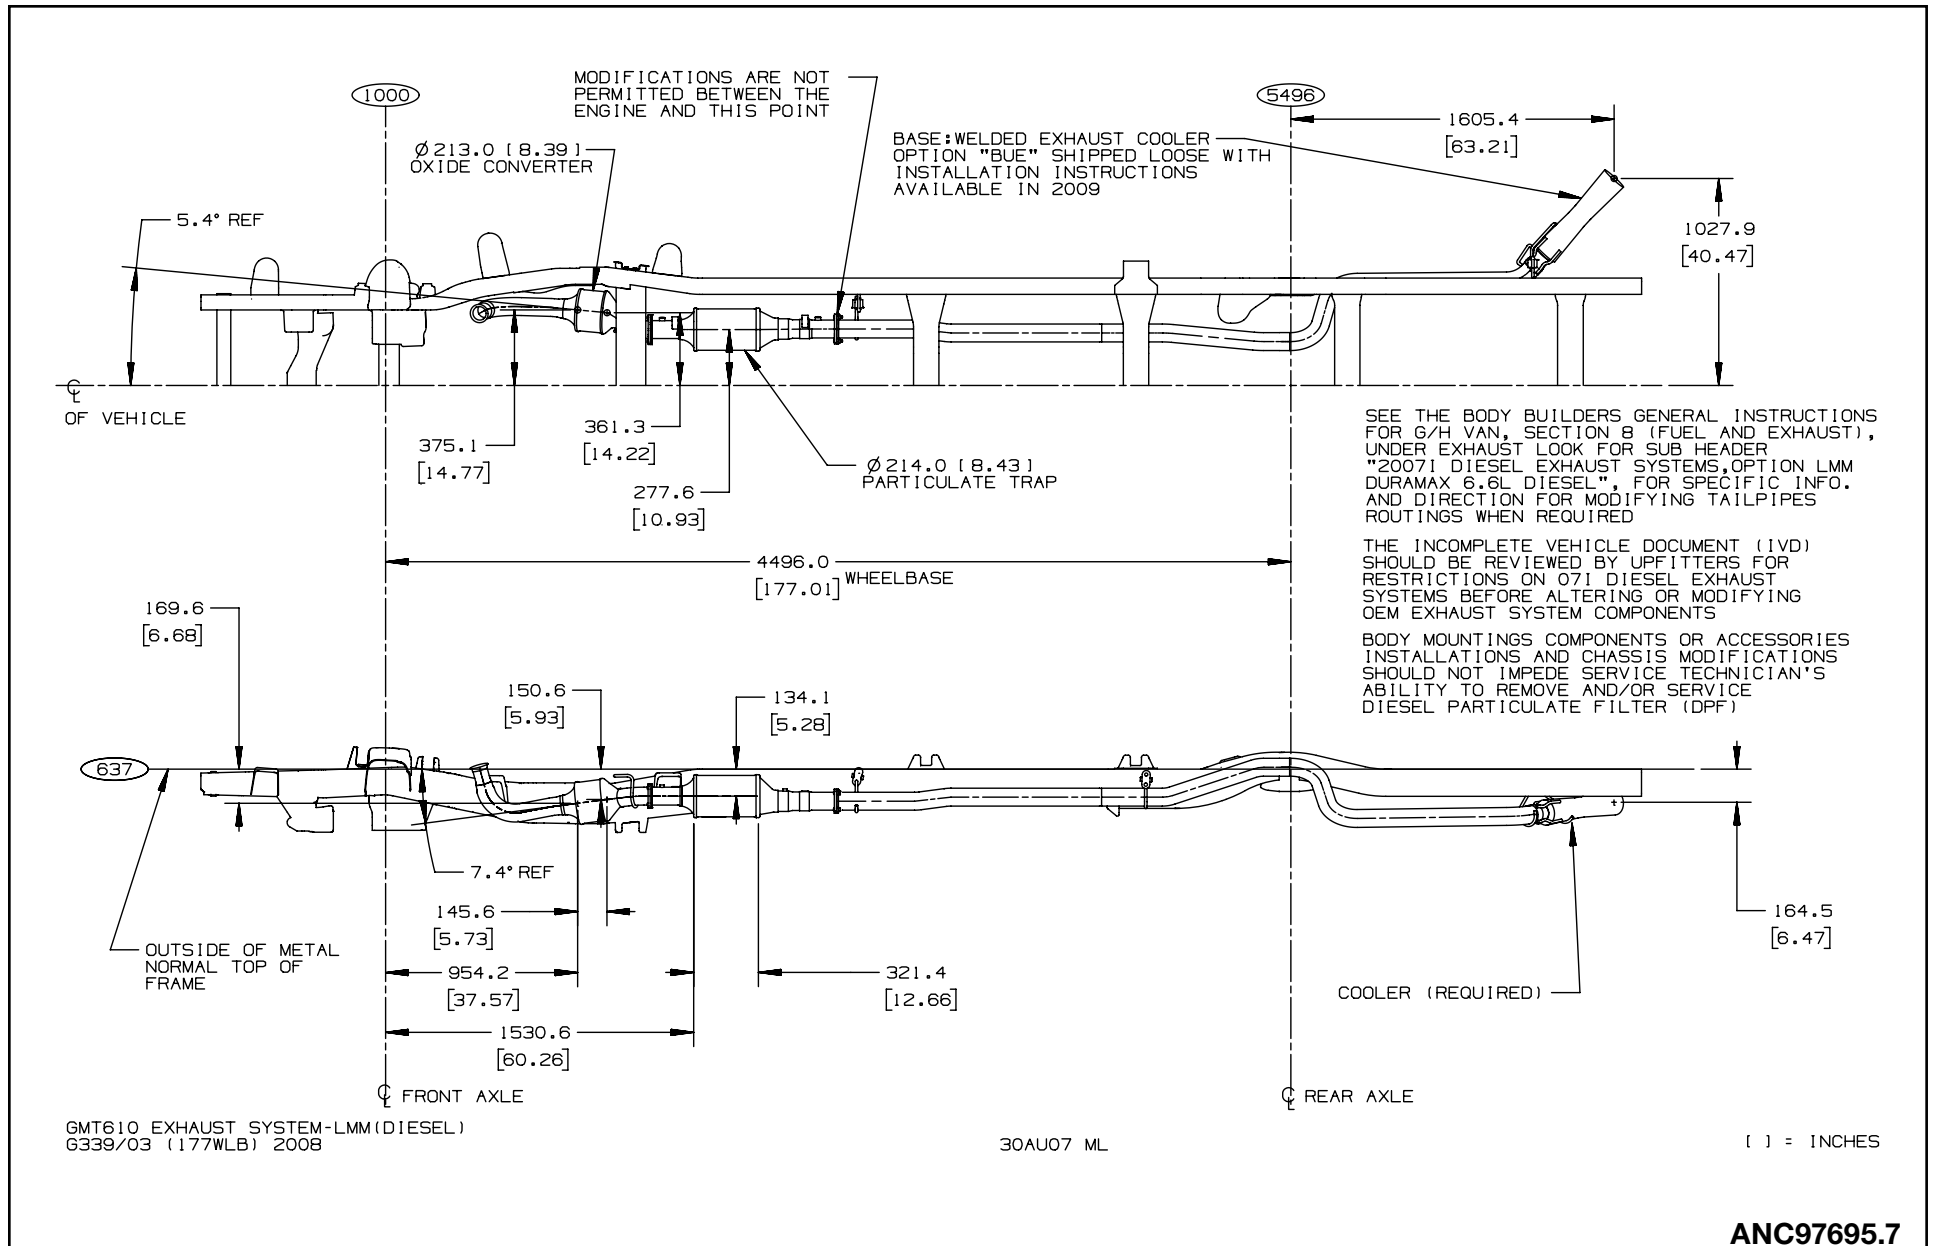 1000
MODIFICATIONS ARE NOT
PERMITTED BETWEEN THE
ENGINE AND THIS POINT
5496
1605.4
[63.21]
Ø213.0 [8.39]
OXIDE CONVERTER
BASE:WELDED EXHAUST COOLER
OPTION "BUE" SHIPPED LOOSE WITH
INSTALLATION INSTRUCTIONS
AVAILABLE IN 2009
5.4° REF
1027.9
[40.47]
℄
OF VEHICLE
375.1
[14.77]
361.3
[14.22]
277.6
[10.93]
Ø214.0 [8.43]
PARTICULATE TRAP
SEE THE BODY BUILDERS GENERAL INSTRUCTIONS
FOR G/H VAN, SECTION 8 (FUEL AND EXHAUST),
UNDER EXHAUST LOOK FOR SUB HEADER
"2007I DIESEL EXHAUST SYSTEMS,OPTION LMM
DURAMAX 6.6L DIESEL", FOR SPECIFIC INFO.
AND DIRECTION FOR MODIFYING TAILPIPES
ROUTINGS WHEN REQUIRED
THE INCOMPLETE VEHICLE DOCUMENT (IVD)
SHOULD BE REVIEWED BY UPFITTERS FOR
RESTRICTIONS ON 07I DIESEL EXHAUST
SYSTEMS BEFORE ALTERING OR MODIFYING
OEM EXHAUST SYSTEM COMPONENTS
BODY MOUNTINGS COMPONENTS OR ACCESSORIES
INSTALLATIONS AND CHASSIS MODIFICATIONS
SHOULD NOT IMPEDE SERVICE TECHNICIAN'S
ABILITY TO REMOVE AND/OR SERVICE
DIESEL PARTICULATE FILTER (DPF)
4496.0
[177.01] WHEELBASE
169.6
[6.68]
150.6
[5.93]
134.1
[5.28]
637
7.4° REF
145.6
[5.73]
OUTSIDE OF METAL
NORMAL TOP OF
FRAME
954.2
[37.57]
321.4
[12.66]
1530.6
[60.26]
164.5
[6.47]
COOLER (REQUIRED)
℄ FRONT AXLE
℄ REAR AXLE
GMT610 EXHAUST SYSTEM-LMM(DIESEL)
G339/03 (177WLB) 2008
30AU07 ML
[ ] = INCHES
ANC97695.7